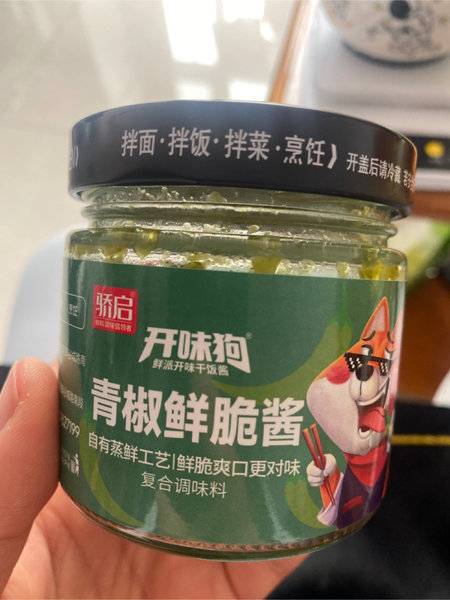 拌面·拌饭·拌菜·烹饪
开盖后请冷藏
骄启
开味狗
鲜派开味干饭酱
青椒鲜脆酱
自有蒸鲜工艺|鲜脆爽口更对味
复合调味料